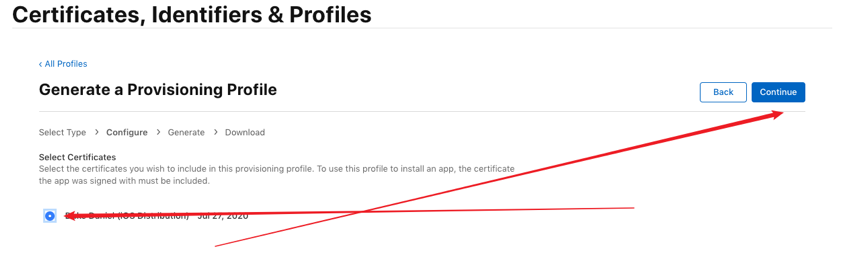 Certificates, Identifiers & Profiles
‹ All Profiles
Generate a Provisioning Profile
Back
Continue
Select Type > Configure > Generate > Download
Select Certificates
Select the certificates you wish to include in this provisioning profile. To use this profile to install an app, the certificate
the app was signed with must be included.
(iOS Distribution) Jul 27, 2020